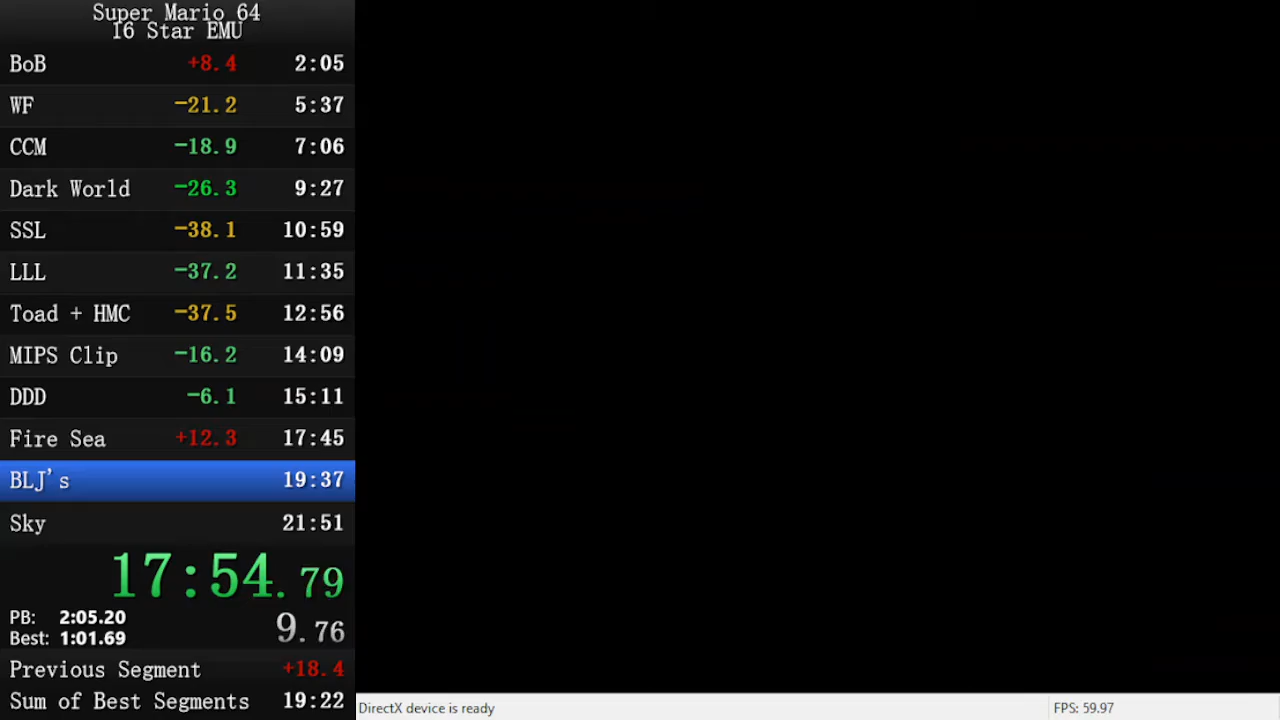 Super Mario 64
16 Star EMU
BoB +8.4 2:05
WF -21.2 5:37
CCM -18.9 7:06
Dark World -26.3 9:27
SSL -38.1 10:59
LLL -37.2 11:35
Toad + HMC -37.5 12:56
MIPS Clip -16.2 14:09
DDD -6.1 15:11
Fire Sea +12.3 17:45
BLJ's 19:37
Sky 21:51
17:54.79
PB: 2:05.20
Best: 1:01.69
9.76
Previous Segment +18.4
Sum of Best Segments 19:22
DirectX device is ready
FPS: 59.97